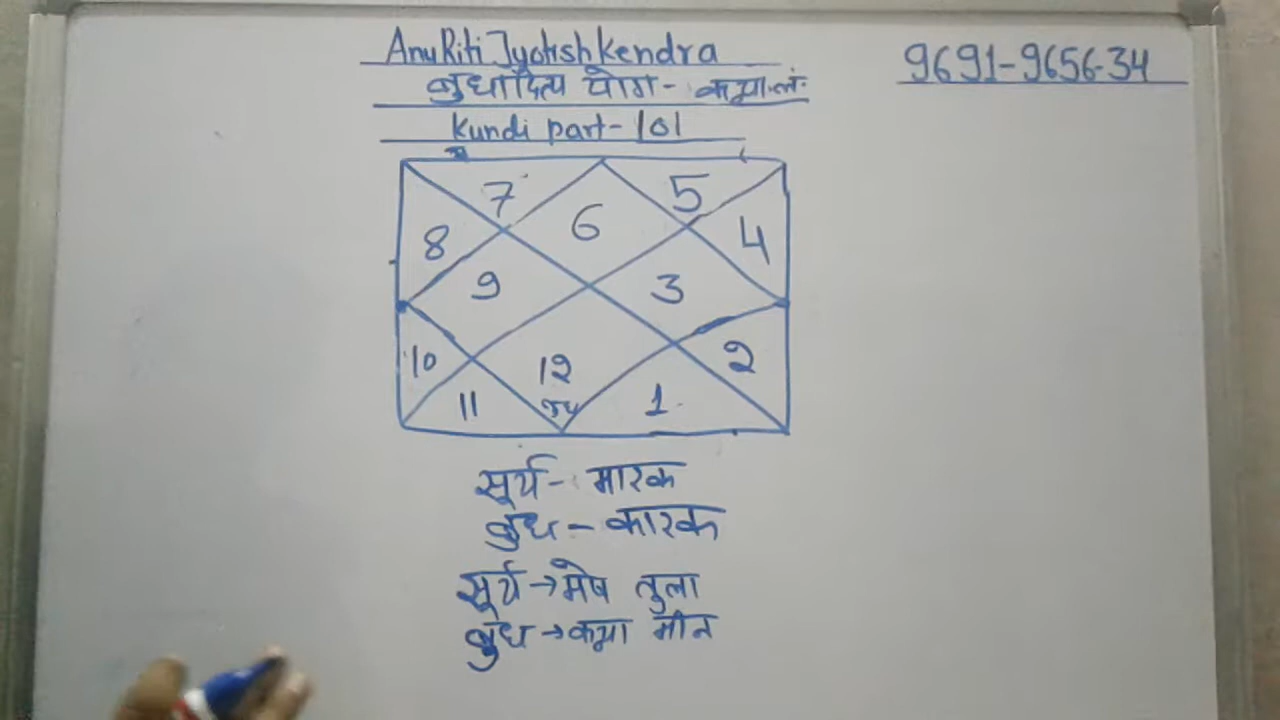 AnuRiti Jyotish Kendra
9691-9656-34
बुधादित्य योग - कन्या.लं.
Kundi part-101
7
5
6
8
4
9
3
10
12
2
11
1
सूर्य - मारक
बुध - कारक
सूर्य → मेष तुला
बुध → कन्या मीन